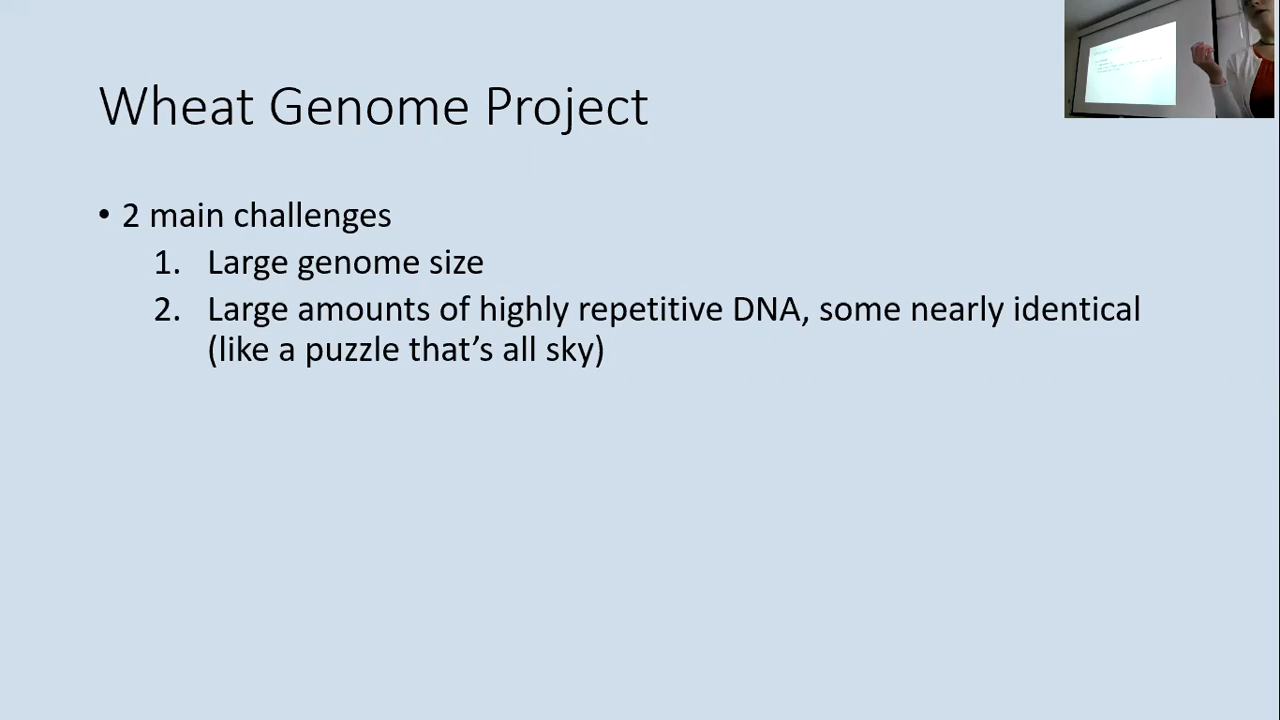 Wheat Genome Project
• 2 main challenges
1. Large genome size
2. Large amounts of highly repetitive DNA, some nearly identical
(like a puzzle that’s all sky)